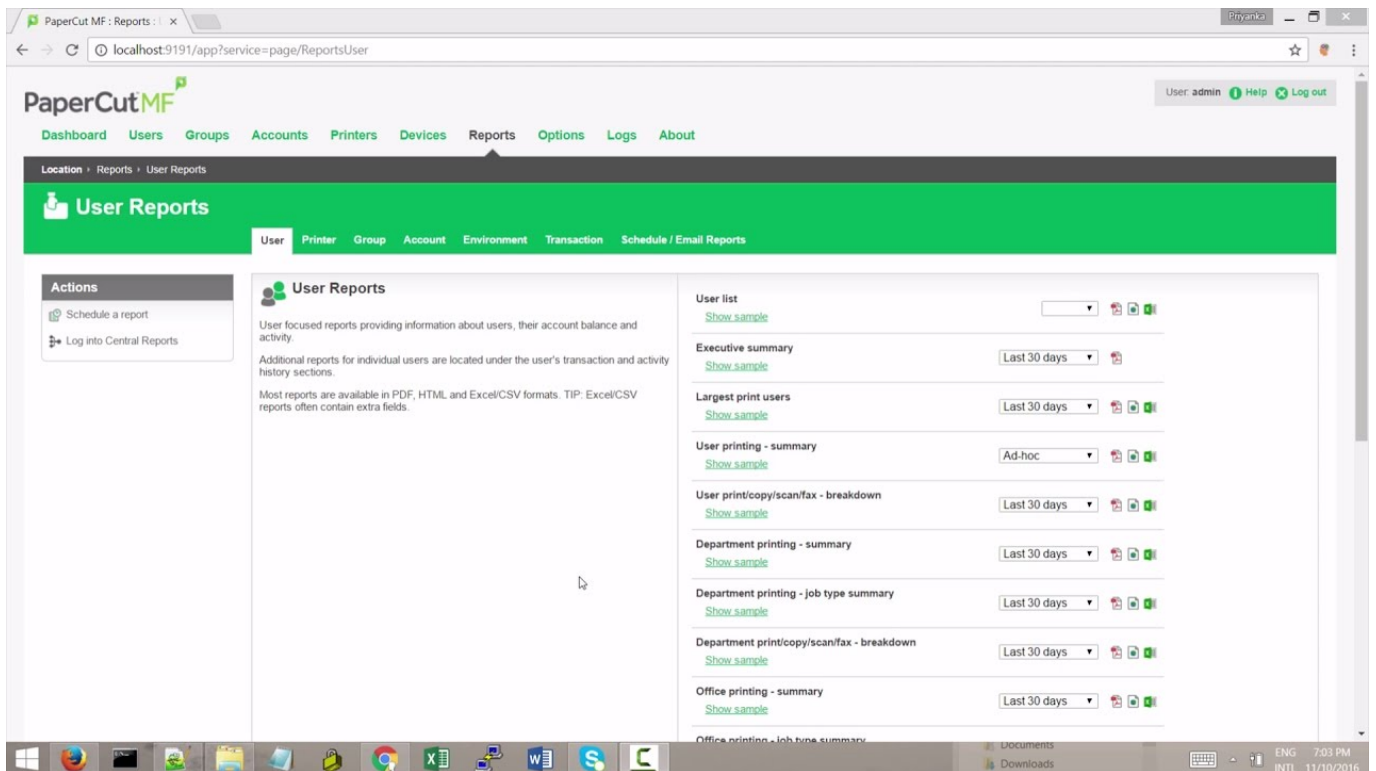 PaperCut MF : Reports : U
Priyanka
localhost:9191/app?service=page/ReportsUser
PaperCut MF
User: admin Help Log out
Dashboard Users Groups Accounts Printers Devices Reports Options Logs About
Location › Reports › User Reports
User Reports
User Printer Group Account Environment Transaction Schedule / Email Reports
Actions
Schedule a report
Log into Central Reports
User Reports
User focused reports providing information about users, their account balance and
activity.
Additional reports for individual users are located under the user's transaction and activity
history sections.
Most reports are available in PDF, HTML and Excel/CSV formats. TIP: Excel/CSV
reports often contain extra fields.
User list
Show sample
Executive summary
Last 30 days
Show sample
Largest print users
Last 30 days
Show sample
User printing - summary
Ad-hoc
Show sample
User print/copy/scan/fax - breakdown
Last 30 days
Show sample
Department printing - summary
Last 30 days
Show sample
Department printing - job type summary
Last 30 days
Show sample
Department print/copy/scan/fax - breakdown
Last 30 days
Show sample
Office printing - summary
Last 30 days
Show sample
Office printing - job type summary
Documents
Downloads
ENG 7:03 PM
INTL 11/10/2016